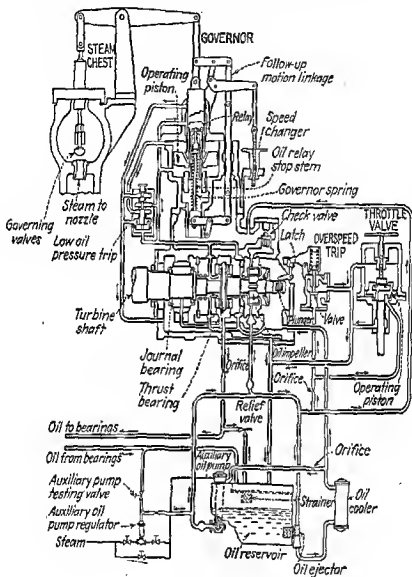 STEAM
CHEST
GOVERNOR
Operating
piston
Follow-up
motion linkage
Relay
Speed
changer
Oil relay
stop stem
Governor spring
Steam to
nozzle
Governing
valves
Low oil
pressure trip
Check valve
Latch
OVERSPEED
TRIP
THROTTLE
VALVE
Turbine
shaft
Plunger
Valve
Journal
bearing
Thrust
bearing
Orifice
Oil impeller
Orifice
Operating
piston
Relief
valve
Oil to bearings
Oil from bearings
Auxiliary
oil pump
Orifice
Auxiliary pump
testing valve
Auxiliary oil
pump regulator
Steam
Strainer
Oil
cooler
Oil reservoir
Oil ejector